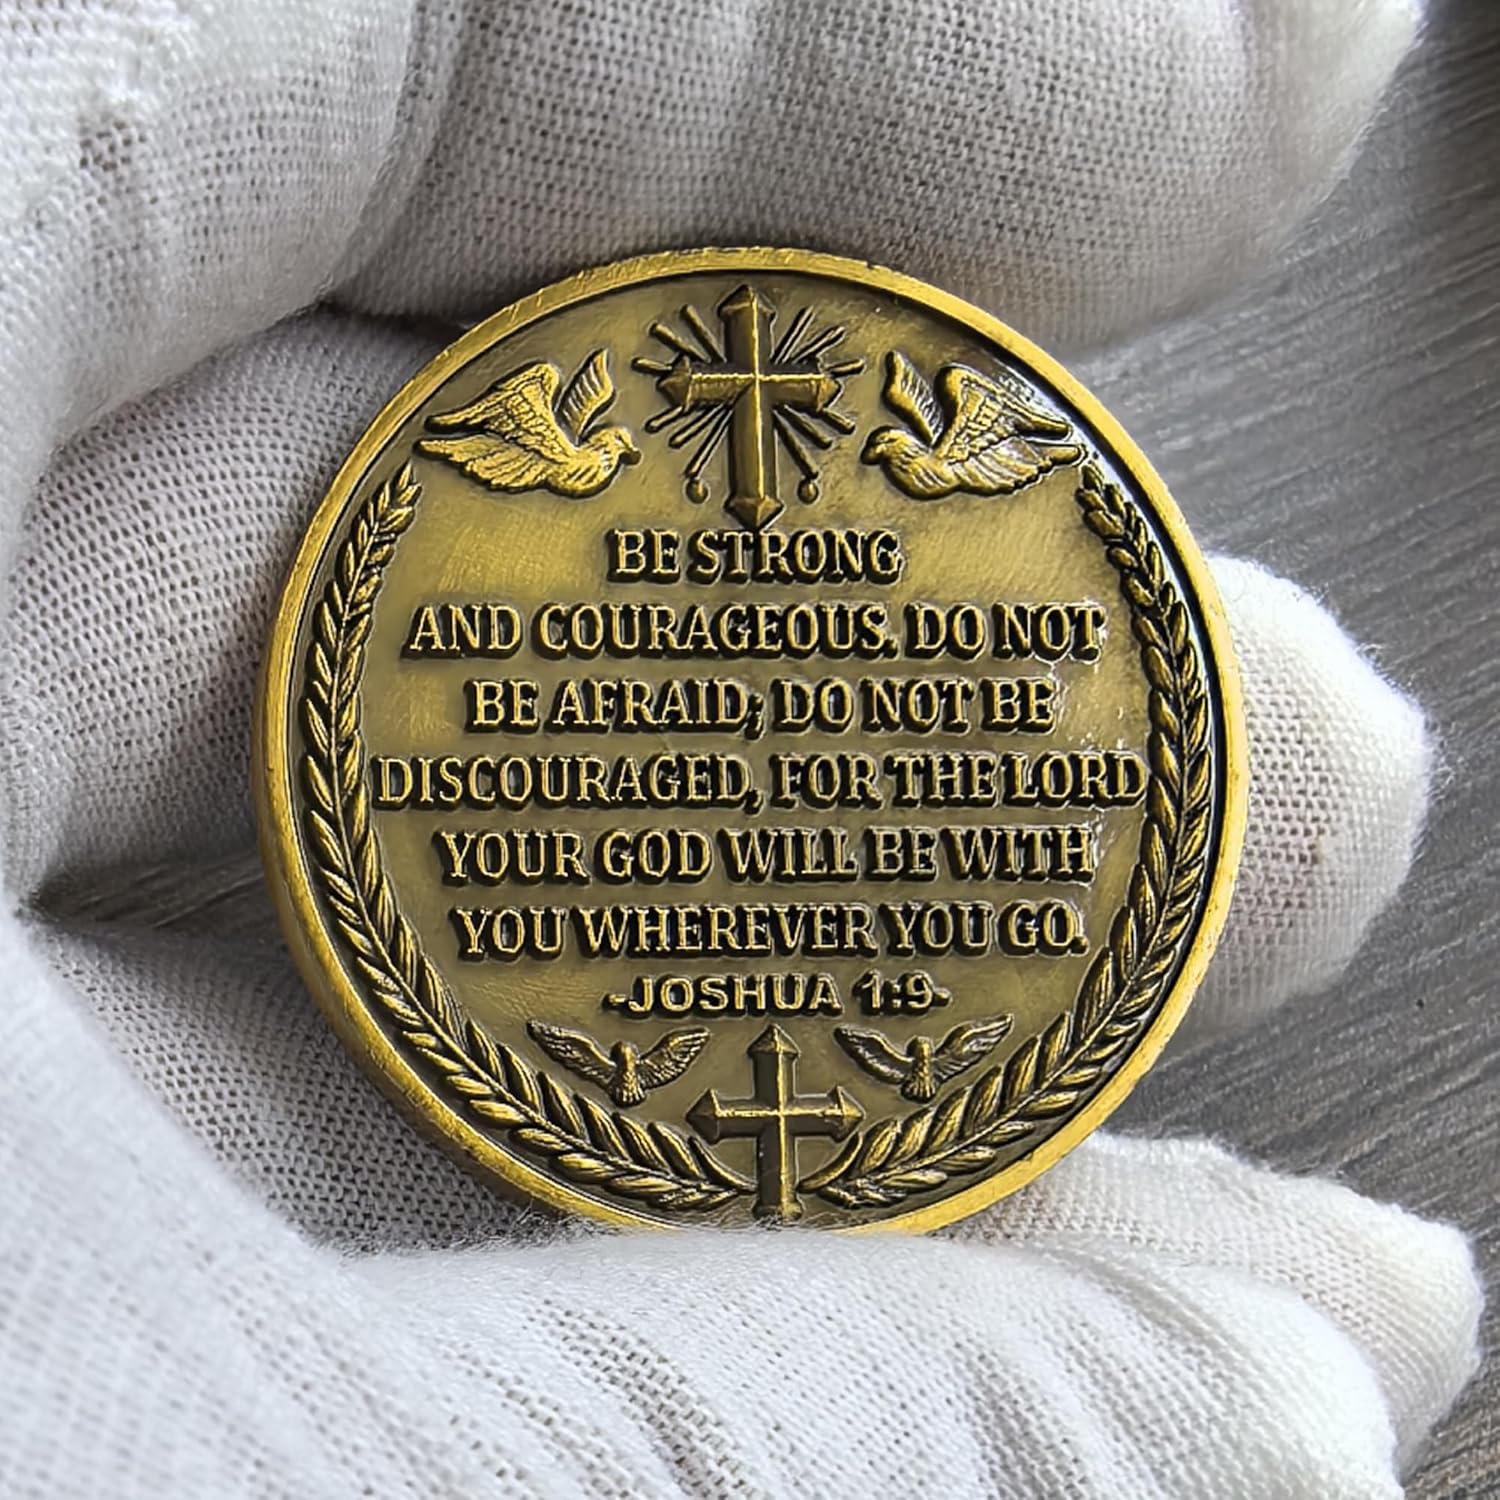 BE STRONG
AND COURAGEOUS. DO NOT
BE AFRAID; DO NOT BE
DISCOURAGED, FOR THE LORD
YOUR GOD WILL BE WITH
YOU WHEREVER YOU GO.
-JOSHUA 1:9-